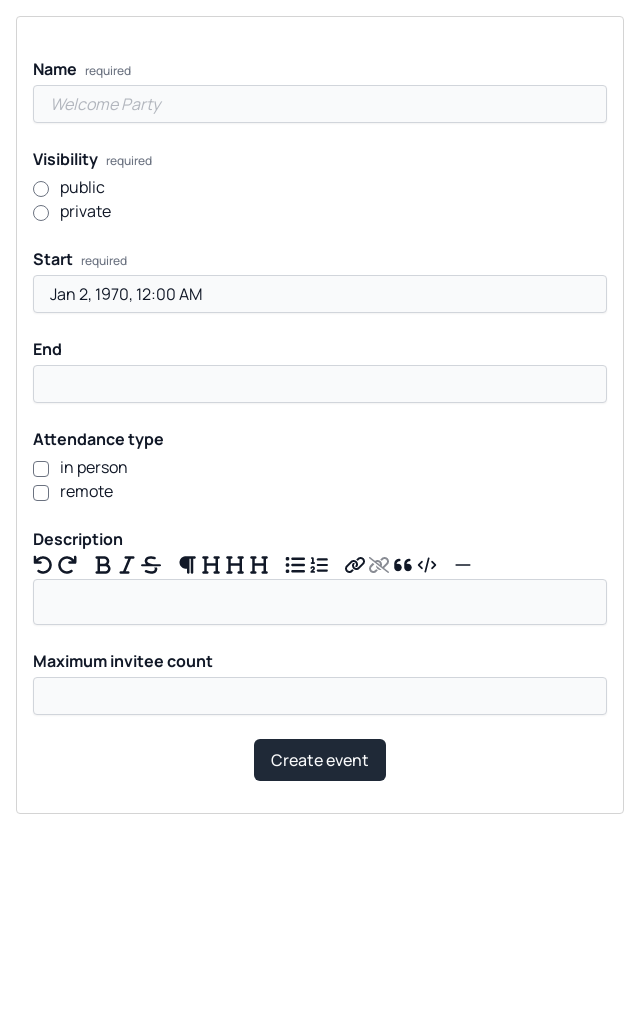 Name required
Welcome Party
Visibility required
public
private
Start required
Jan 2, 1970, 12:00 AM
End
Attendance type
in person
remote
Description
Maximum invitee count
Create event